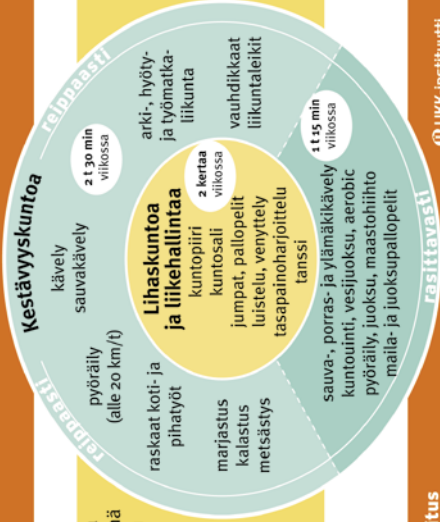 Kestävyyskuntoa
reippaasti
reippaasti
2 t 30 min
viikossa
kävely
sauvakävely
pyöräily
(alle 20 km/t)
raskaat koti- ja
pihatyöt
marjastus
kalastus
metsästys
arki-, hyöty-
ja työmatka-
liikunta
vauhdikkaat
liikuntaleikit
Lihaskuntoa
ja liikehallintaa
2 kertaa
viikossa
kuntopiiri
kuntosali
jumpat, pallopelit
luistelu, venyttely
tasapainoharjoittelu
tanssi
1 t 15 min
viikossa
sauva-, porras- ja ylämäkikävely
kuntouinti, vesijuoksu, aerobic
pyöräily, juoksu, maastohiihto
maila- ja juoksupallopelit
rasittavasti
tus
UKK-instituutti